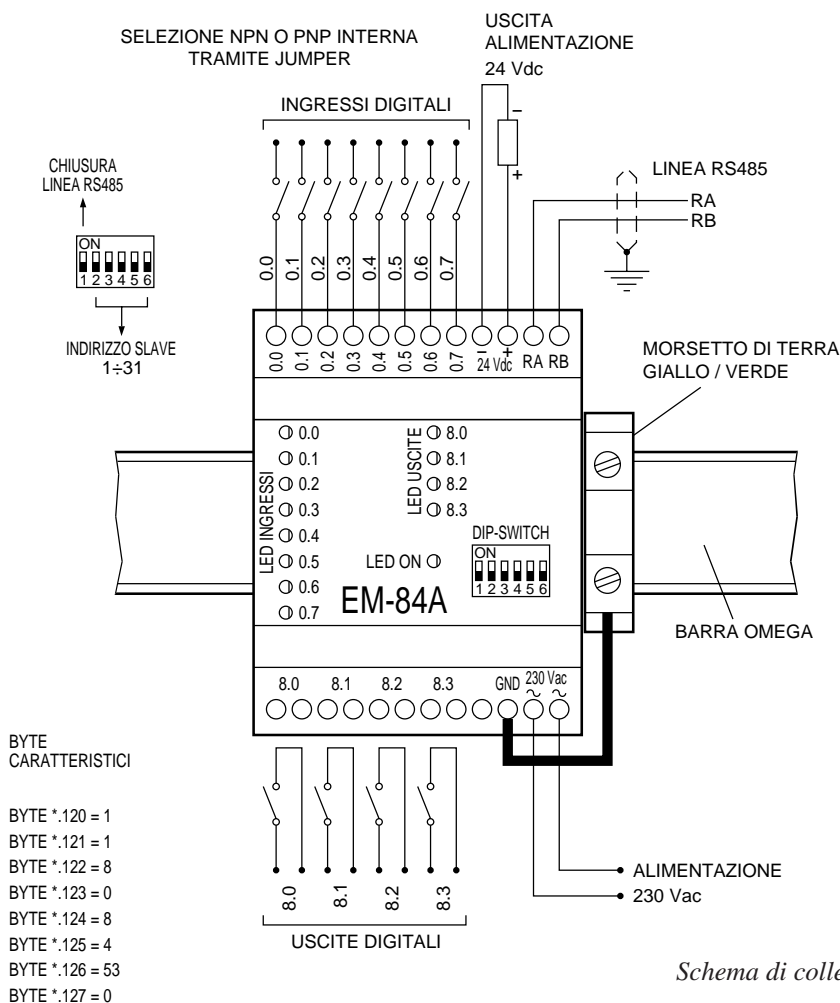 SELEZIONE NPN O PNP INTERNA
TRAMITE JUMPER
USCITA
ALIMENTAZIONE
24 Vdc
INGRESSI DIGITALI
–
+
CHIUSURA
LINEA RS485
LINEA RS485
RA
RB
ON
1 2 3 4 5 6
INDIRIZZO SLAVE
1÷31
0.0 0.1 0.2 0.3 0.4 0.5 0.6 0.7
0.0 0.1 0.2 0.3 0.4 0.5 0.6 0.7 – 24 Vdc + RA RB
MORSETTO DI TERRA
GIALLO / VERDE
LED INGRESSI
0.0
0.1
0.2
0.3
0.4
0.5
0.6
0.7
LED USCITE
8.0
8.1
8.2
8.3
DIP-SWITCH
ON
1 2 3 4 5 6
LED ON
EM-84A
BARRA OMEGA
8.0 8.1 8.2 8.3 GND 230 Vac
~ ~
8.0 8.1 8.2 8.3
USCITE DIGITALI
ALIMENTAZIONE
230 Vac
BYTE
CARATTERISTICI
BYTE *.120 = 1
BYTE *.121 = 1
BYTE *.122 = 8
BYTE *.123 = 0
BYTE *.124 = 8
BYTE *.125 = 4
BYTE *.126 = 53
BYTE *.127 = 0
Schema di colle